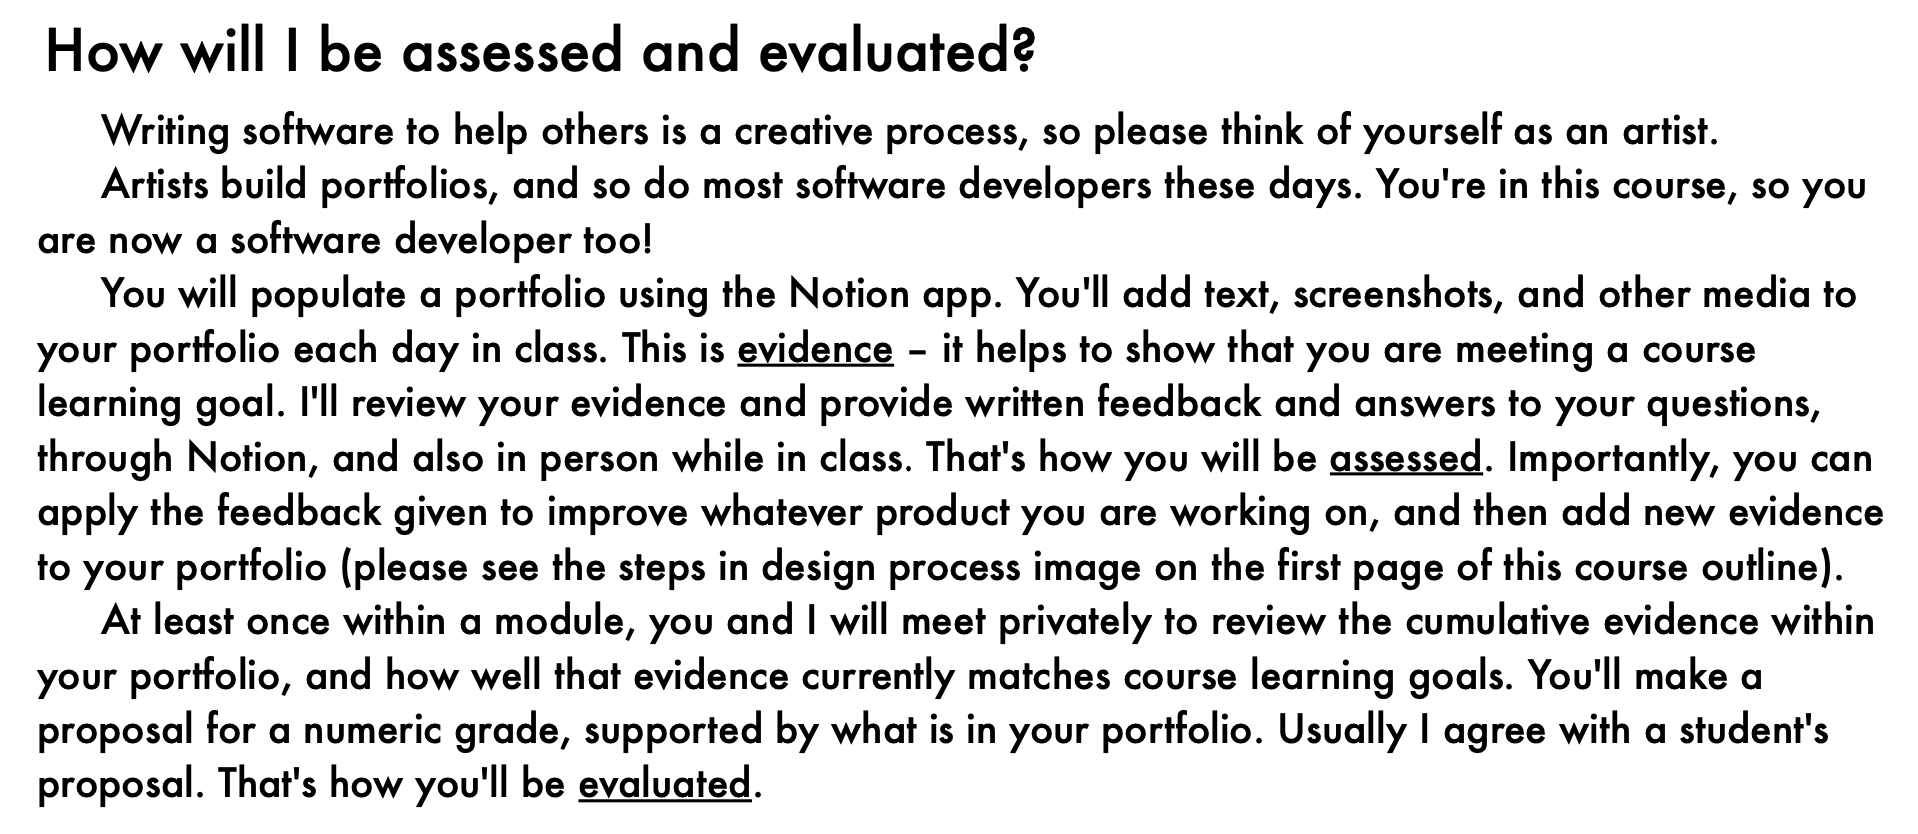 How will I be assessed and evaluated?
Writing software to help others is a creative process, so please think of yourself as an artist.
Artists build portfolios, and so do most software developers these days. You're in this course, so you
are now a software developer too!
You will populate a portfolio using the Notion app. You'll add text, screenshots, and other media to
your portfolio each day in class. This is evidence – it helps to show that you are meeting a course
learning goal. I'll review your evidence and provide written feedback and answers to your questions,
through Notion, and also in person while in class. That's how you will be assessed. Importantly, you can
apply the feedback given to improve whatever product you are working on, and then add new evidence
to your portfolio (please see the steps in design process image on the first page of this course outline).
At least once within a module, you and I will meet privately to review the cumulative evidence within
your portfolio, and how well that evidence currently matches course learning goals. You'll make a
proposal for a numeric grade, supported by what is in your portfolio. Usually I agree with a student's
proposal. That's how you'll be evaluated.